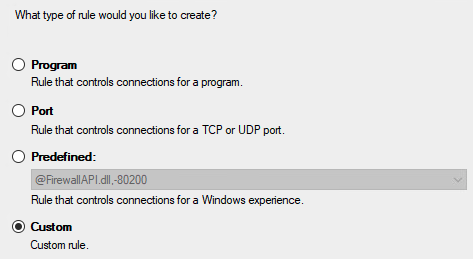 What type of rule would you like to create?
Program
Rule that controls connections for a program.
Port
Rule that controls connections for a TCP or UDP port.
Predefined:
@FirewallAPI.dll,-80200
Rule that controls connections for a Windows experience.
Custom
Custom rule.